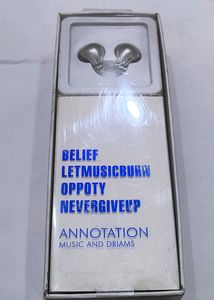 BELIEF
LETMUSICBURN
OPPOTY
NEVERGIVEUP
ANNOTATION
MUSIC AND DRIAMS